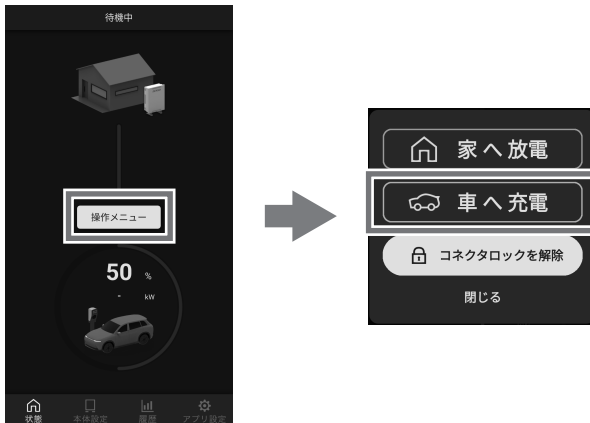 待機中
操作メニュー
50 %
- kW
状態 本体設定 履歴 アプリ設定
家へ放電
車へ充電
コネクタロックを解除
閉じる